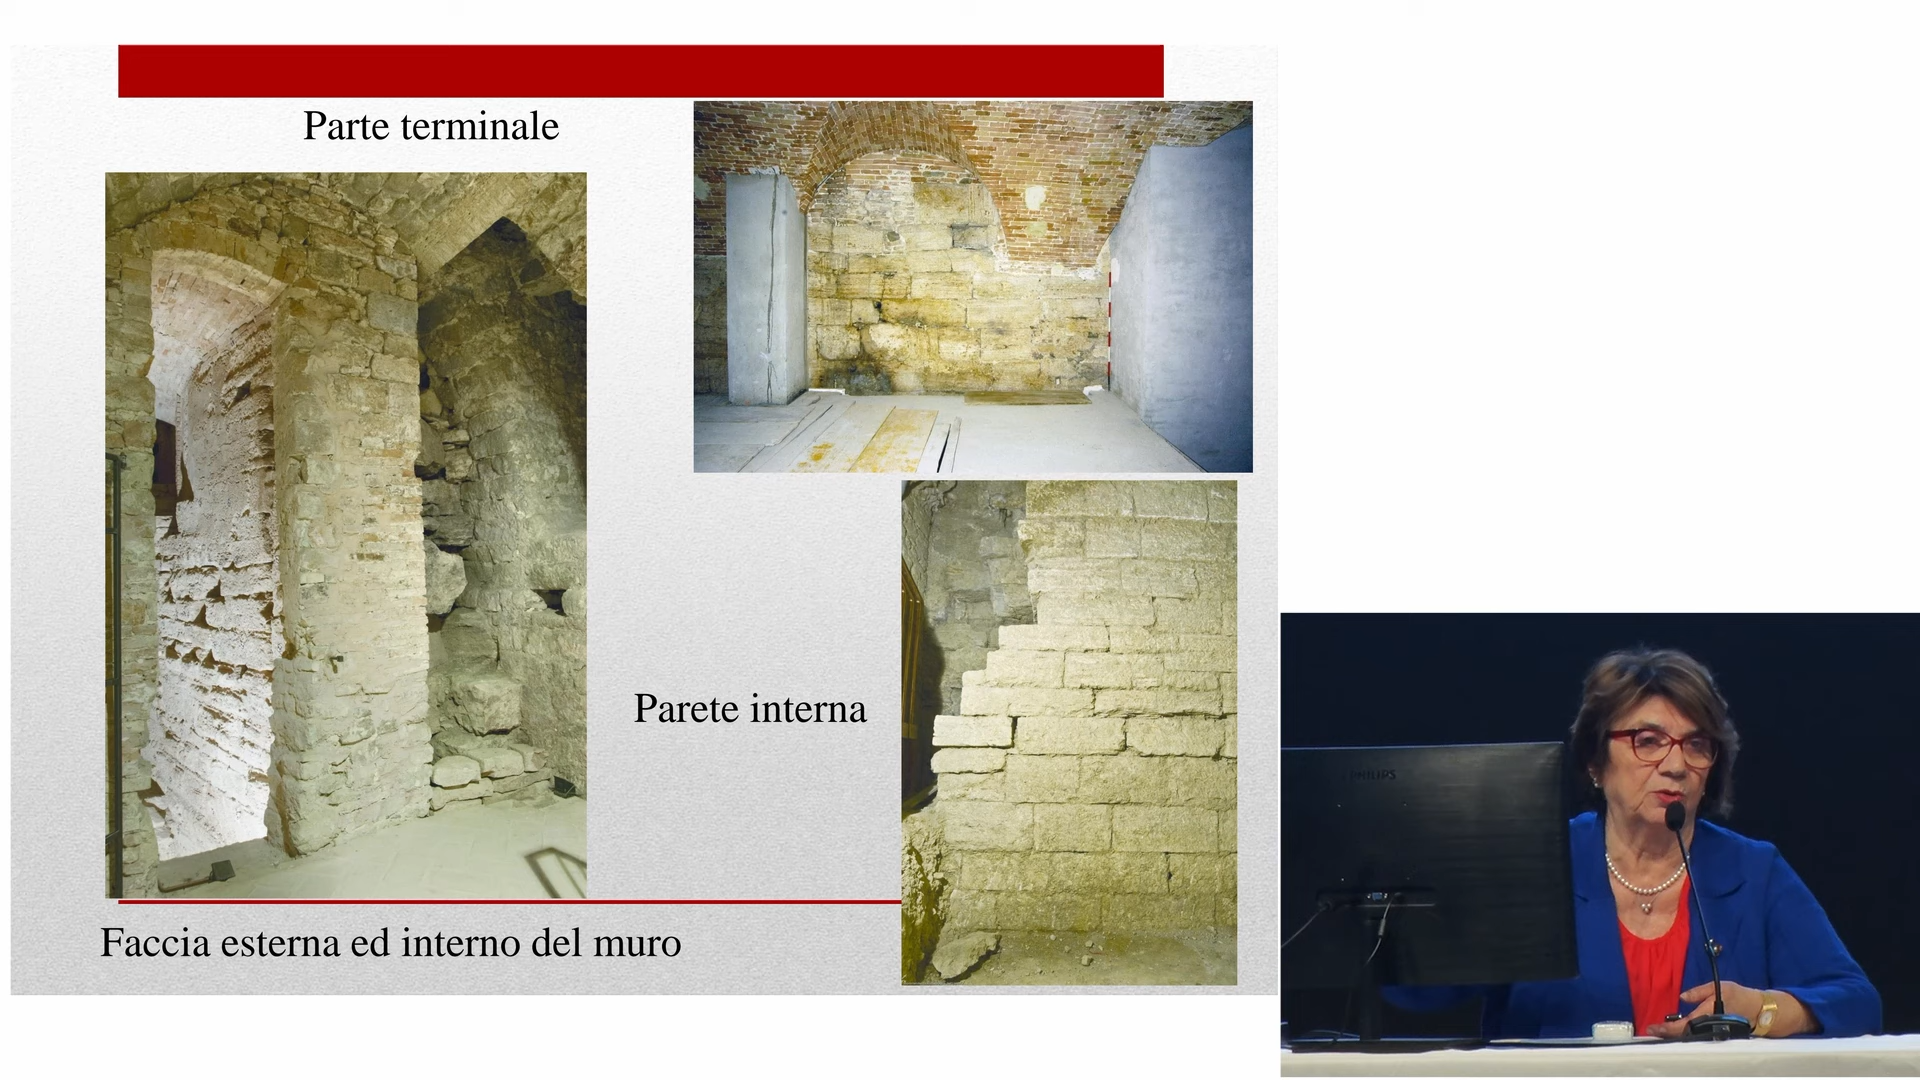 Parte terminale
Parete interna
Faccia esterna ed interno del muro
PHILIPS